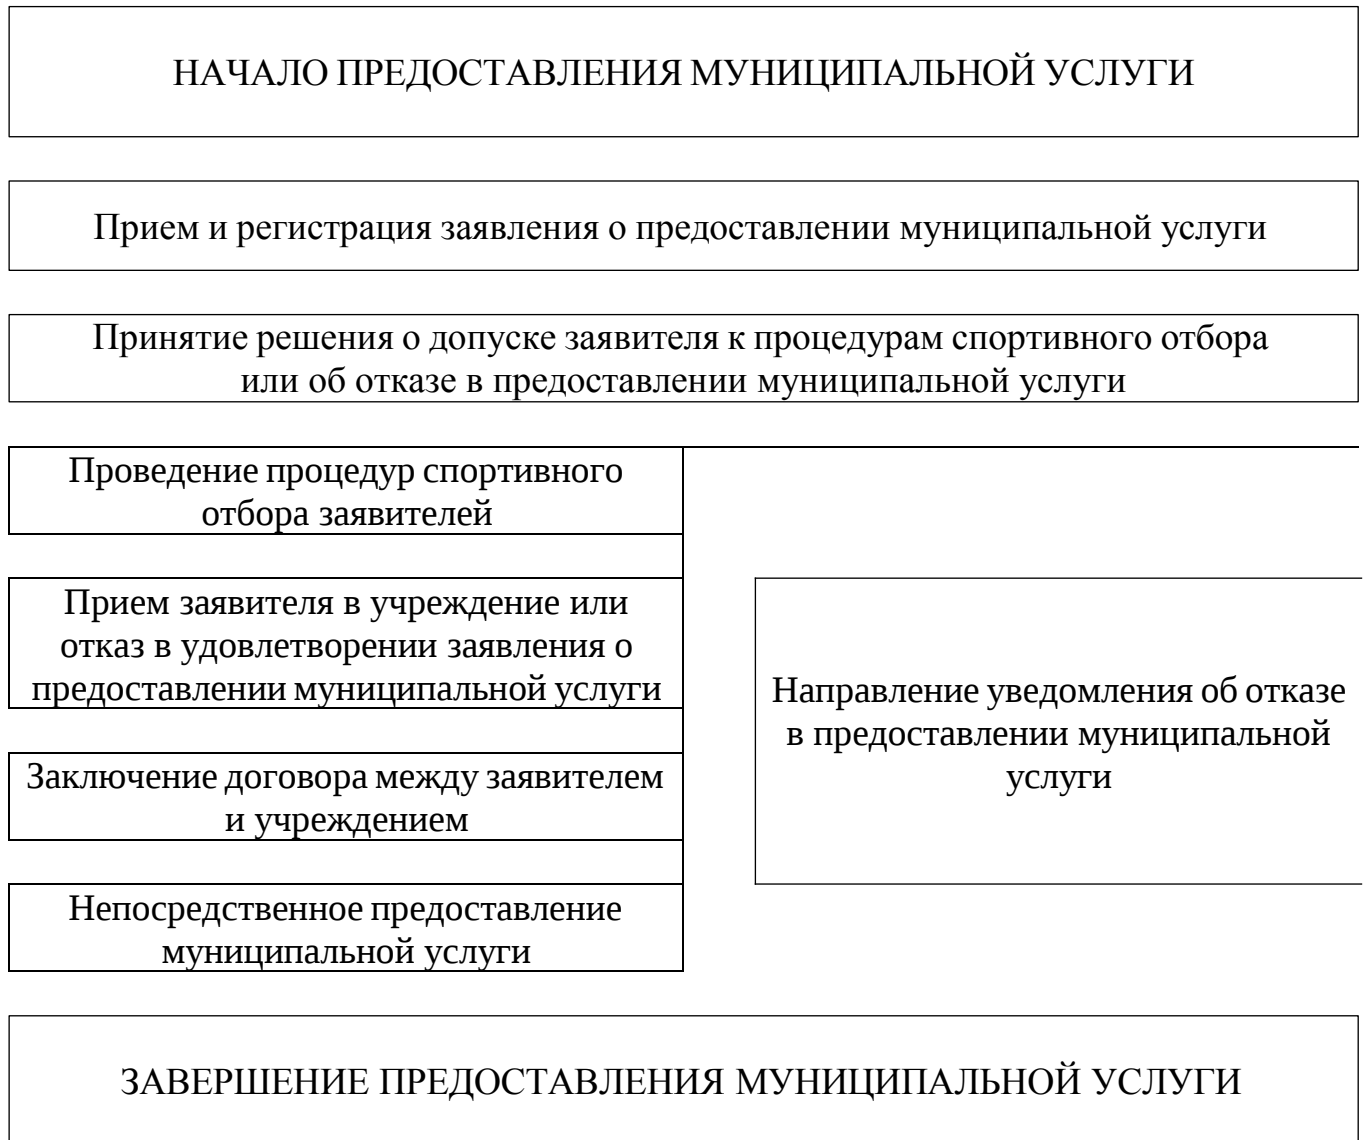 НАЧАЛО ПРЕДОСТАВЛЕНИЯ МУНИЦИПАЛЬНОЙ УСЛУГИ
Прием и регистрация заявления о предоставлении муниципальной услуги
Принятие решения о допуске заявителя к процедурам спортивного отбора
или об отказе в предоставлении муниципальной услуги
Проведение процедур спортивного
отбора заявителей
Прием заявителя в учреждение или
отказ в удовлетворении заявления о
предоставлении муниципальной услуги
Заключение договора между заявителем
и учреждением
Непосредственное предоставление
муниципальной услуги
Направление уведомления об отказе
в предоставлении муниципальной
услуги
ЗАВЕРШЕНИЕ ПРЕДОСТАВЛЕНИЯ МУНИЦИПАЛЬНОЙ УСЛУГИ